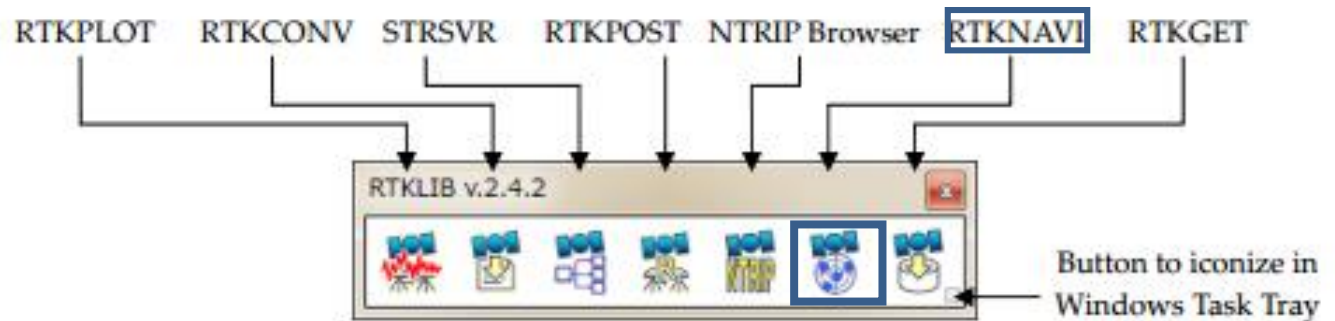 RTKPLOT RTKCONV STRSVR RTKPOST NTRIP Browser RTKNAVI RTKGET
RTKLIB v.2.4.2
x
NTRIP
Button to iconize in
Windows Task Tray